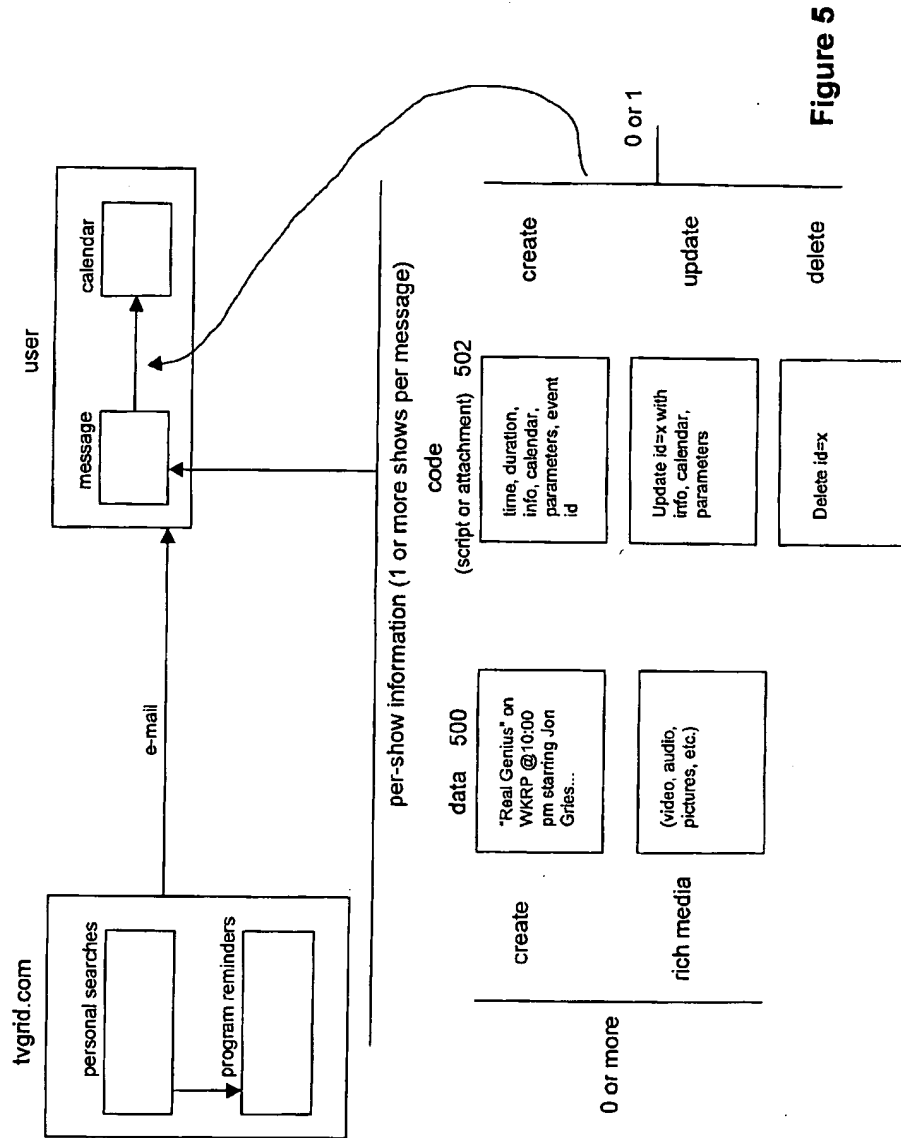 tvgrid.com
personal searches
program reminders
e-mail
user
message
calendar
per-show information (1 or more shows per message)
data 500
code
(script or attachment) 502
0 or more
create
"Real Genius" on
WKRP @10:00
pm starring Jon
Gries...
time, duration,
info, calendar,
parameters, event
id
create
0 or 1
rich media
(video, audio,
pictures, etc.)
Update id=x with
info, calendar,
parameters
update
Delete id=x
delete
Figure 5